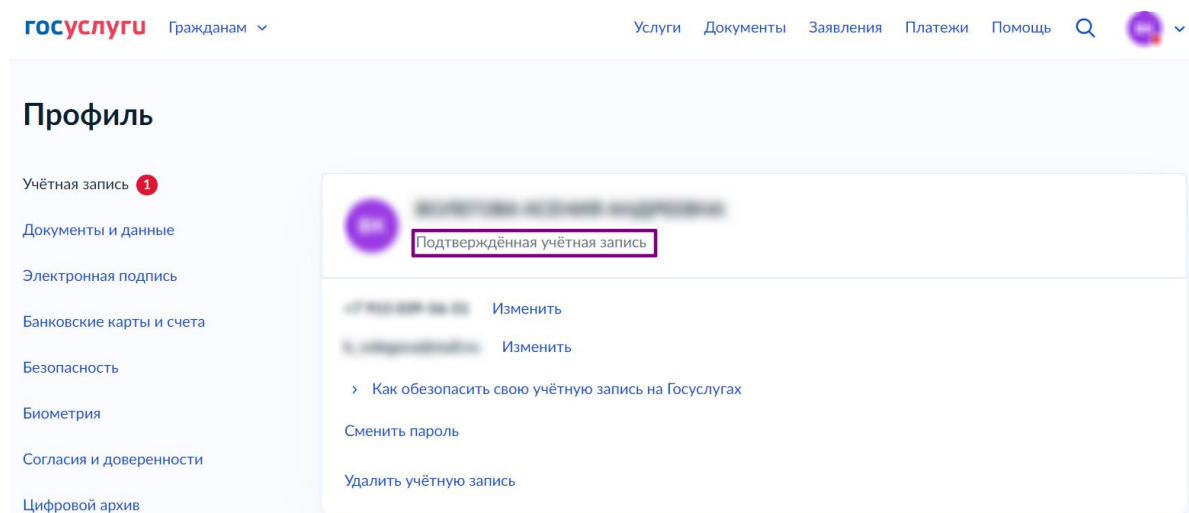 госуслуги Гражданам Услуги Документы Заявления Платежи Помощь
Профиль
Учётная запись 1
Документы и данные
Электронная подпись
Банковские карты и счета
Безопасность
Биометрия
Согласия и доверенности
Цифровой архив
Подтверждённая учётная запись
Изменить
Изменить
Как обезопасить свою учётную запись на Госуслугах
Сменить пароль
Удалить учётную запись